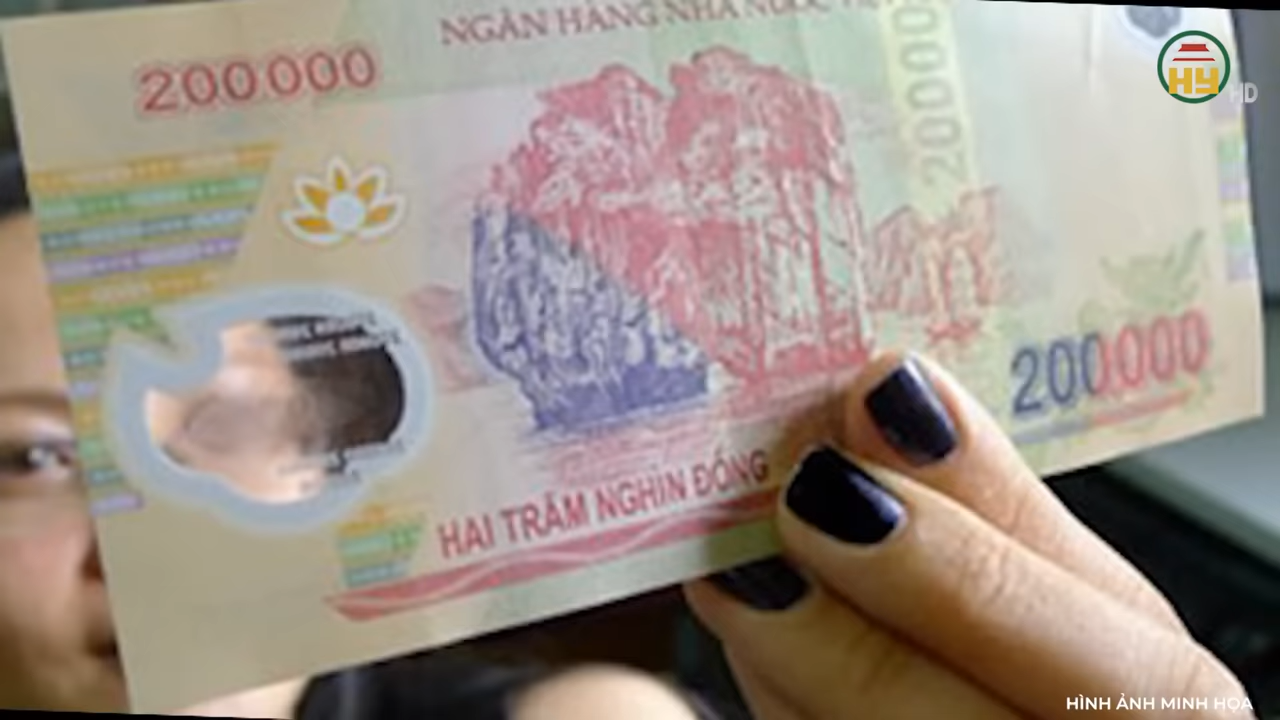 NGÂN HÀNG NHÀ NƯỚC
200000
200000
HY HD
200000
HAI TRĂM NGHÌN ĐỒNG
HÌNH ẢNH MINH HỌA